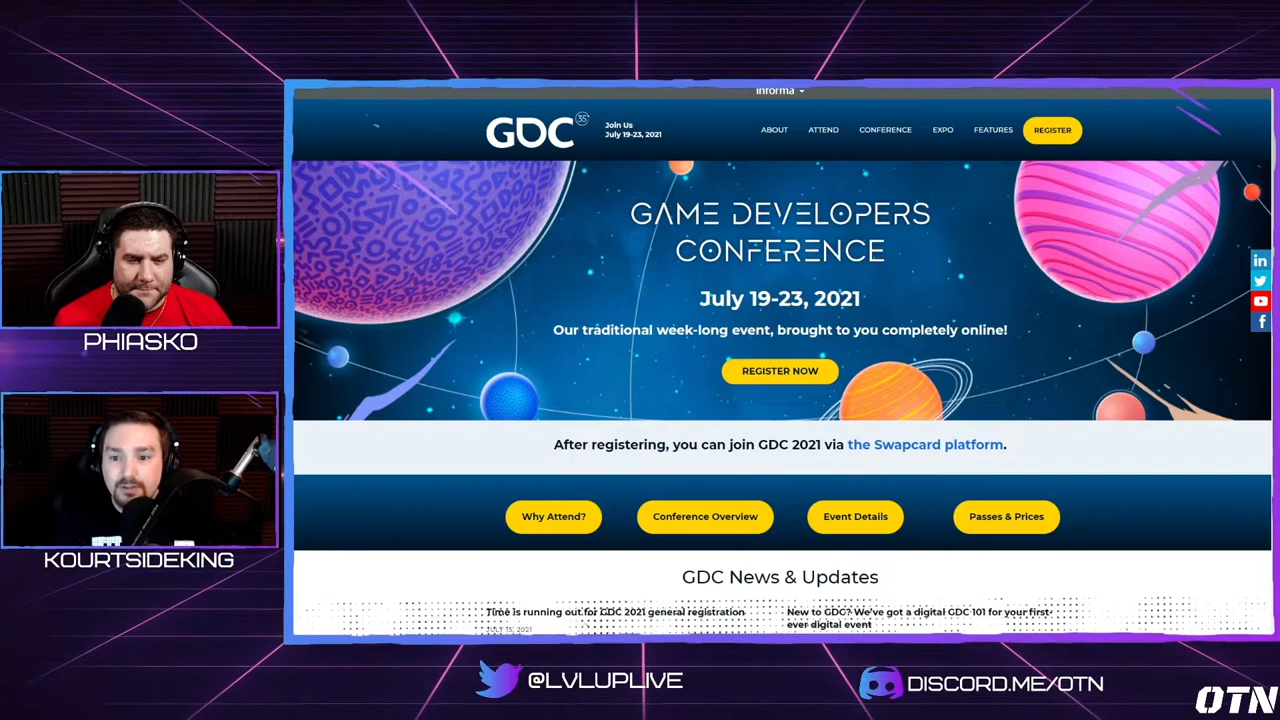 informa
GDC 35
Join Us
July 19-23, 2021
ABOUT
ATTEND
CONFERENCE
EXPO
FEATURES
REGISTER
GAME DEVELOPERS
CONFERENCE
July 19-23, 2021
Our traditional week-long event, brought to you completely online!
REGISTER NOW
in
f
After registering, you can join GDC 2021 via the Swapcard platform.
Why Attend?
Conference Overview
Event Details
Passes & Prices
GDC News & Updates
Time is running out for GDC 2021 general registration
JULY 15, 2021
New to GDC? We've got a digital GDC 101 for your first-
ever digital event
PHIASKO
KOURTSIDEKING
@LVLUPLIVE
DISCORD.ME/OTN
OTN